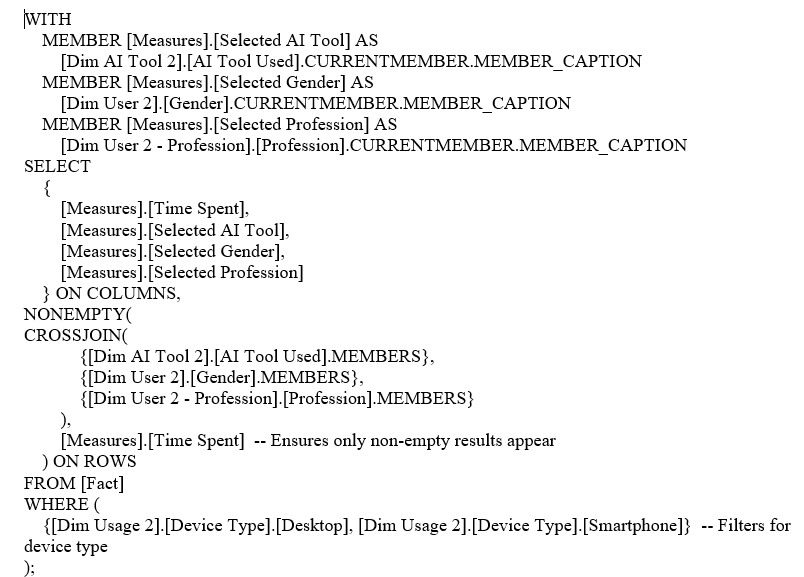 WITH
    MEMBER [Measures].[Selected AI Tool] AS
        [Dim AI Tool 2].[AI Tool Used].CURRENTMEMBER.MEMBER_CAPTION
    MEMBER [Measures].[Selected Gender] AS
        [Dim User 2].[Gender].CURRENTMEMBER.MEMBER_CAPTION
    MEMBER [Measures].[Selected Profession] AS
        [Dim User 2 - Profession].[Profession].CURRENTMEMBER.MEMBER_CAPTION
SELECT
    {
        [Measures].[Time Spent],
        [Measures].[Selected AI Tool],
        [Measures].[Selected Gender],
        [Measures].[Selected Profession]
    } ON COLUMNS,
NONEMPTY(
CROSSJOIN(
            {[Dim AI Tool 2].[AI Tool Used].MEMBERS},
            {[Dim User 2].[Gender].MEMBERS},
            {[Dim User 2 - Profession].[Profession].MEMBERS}
        ),
        [Measures].[Time Spent]  -- Ensures only non-empty results appear
    ) ON ROWS
FROM [Fact]
WHERE (
    {[Dim Usage 2].[Device Type].[Desktop], [Dim Usage 2].[Device Type].[Smartphone]}  -- Filters for
device type
);